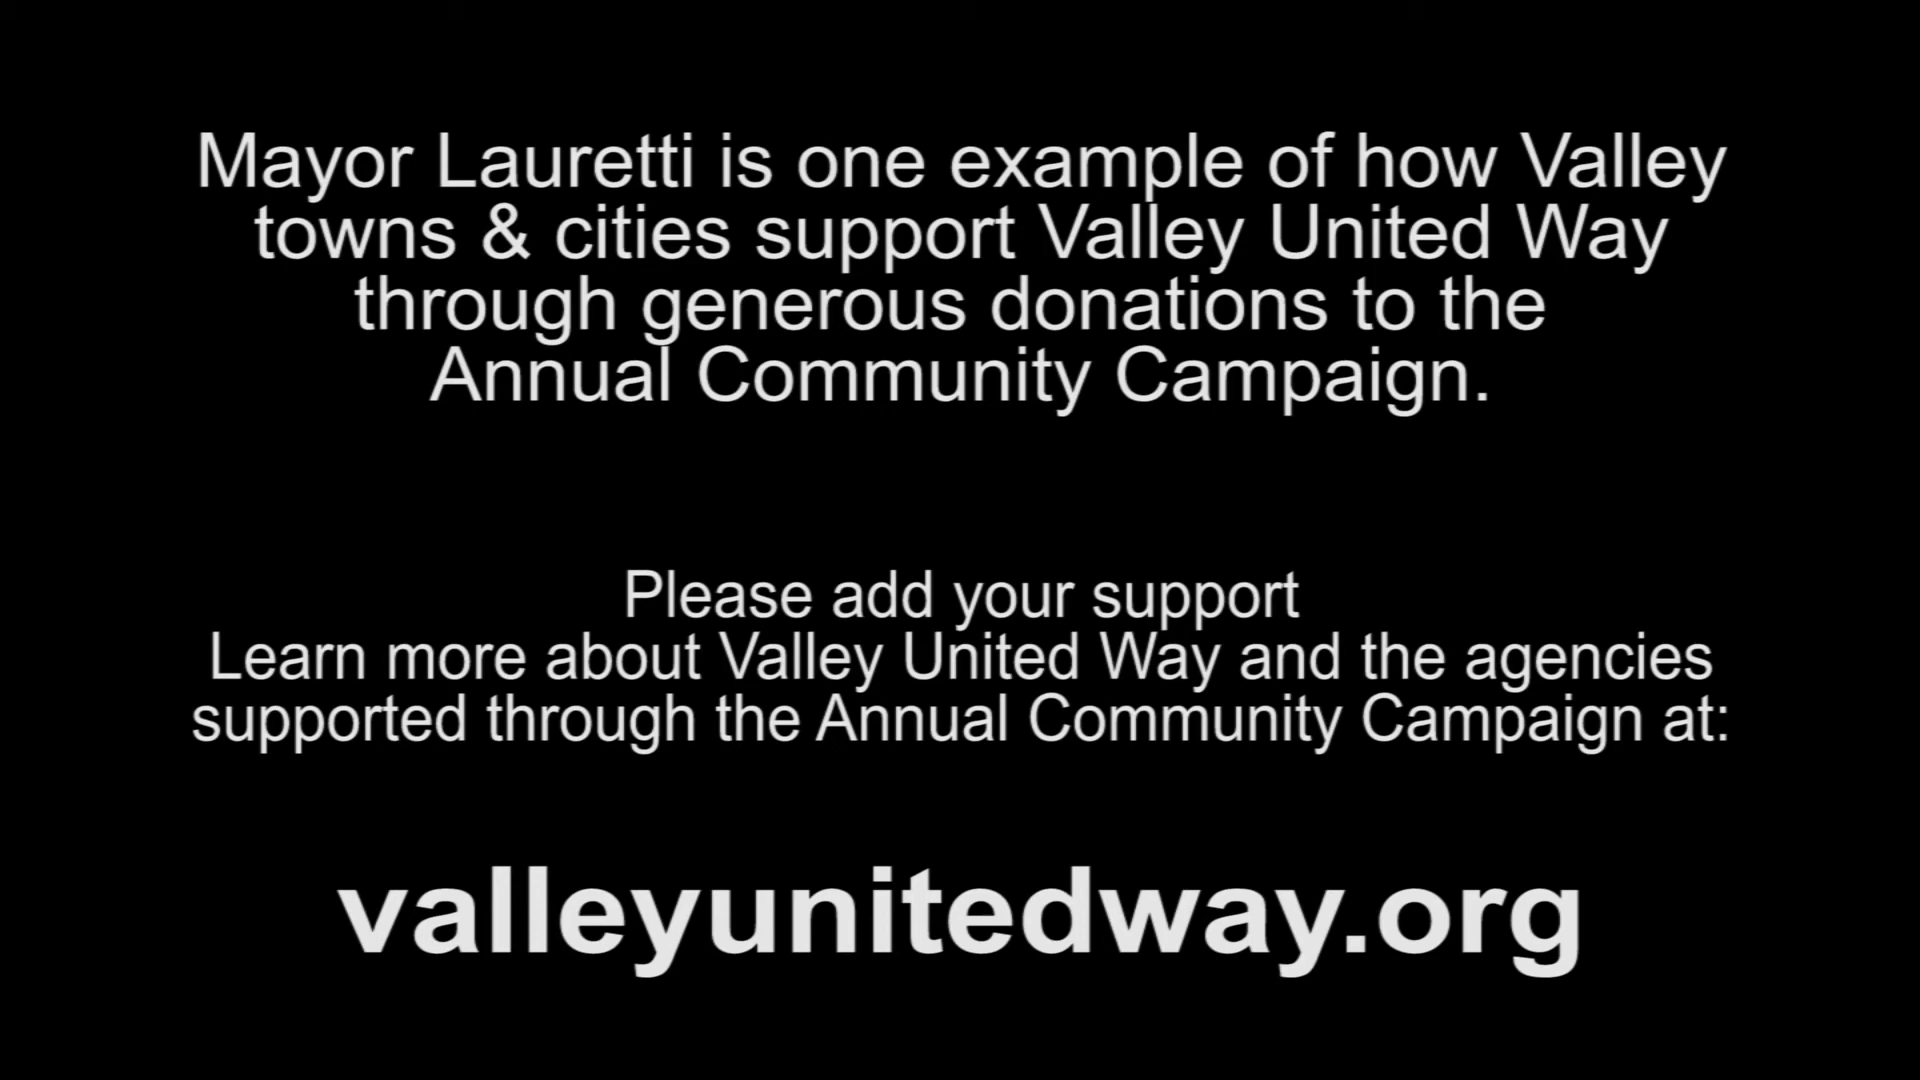 Mayor Lauretti is one example of how Valley
towns & cities support Valley United Way
through generous donations to the
Annual Community Campaign.
Please add your support
Learn more about Valley United Way and the agencies
supported through the Annual Community Campaign at:
valleyunitedway.org